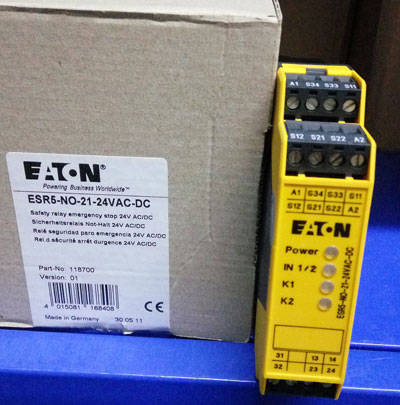 EATON®
Powering Business Worldwide™
ESR5-NO-21-24VAC-DC
Safety relay emergency stop 24V AC/DC
Sicherheitsrelais Not-Halt 24V AC/DC
Relé seguridad paro emergencia 24V AC/DC
Rel.d.sécurité arrêt durgence 24V AC/DC
Part-No: 118700
Version: 01
4 015081 168408
CE
Made in Germany 30.05.11
A1 S34 S33 S11
S12 S21 S22 A2
A1 S34 S33 S11
S12 S21 S22 A2
EATON
Power
IN 1/2
K1
K2
ESR5-NO-21-24VAC-DC
31 13 14
32 23 24